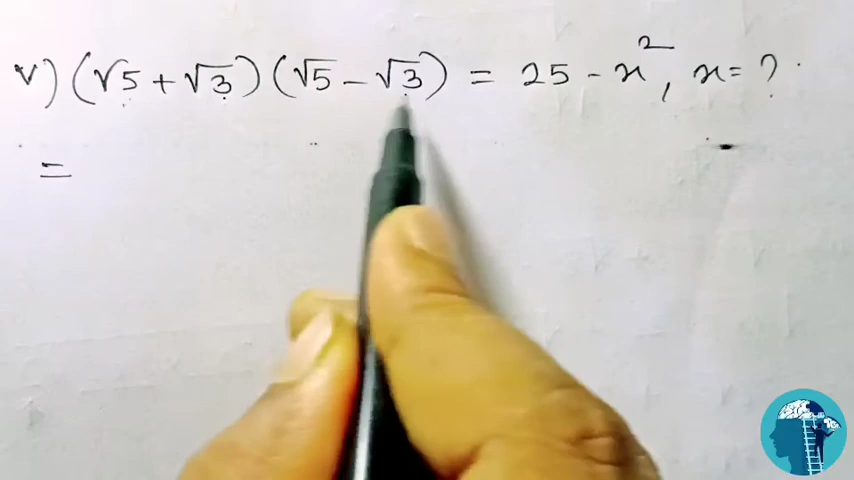 v) (√5 + √3) (√5 - √3) = 25 - x², x = ?
=